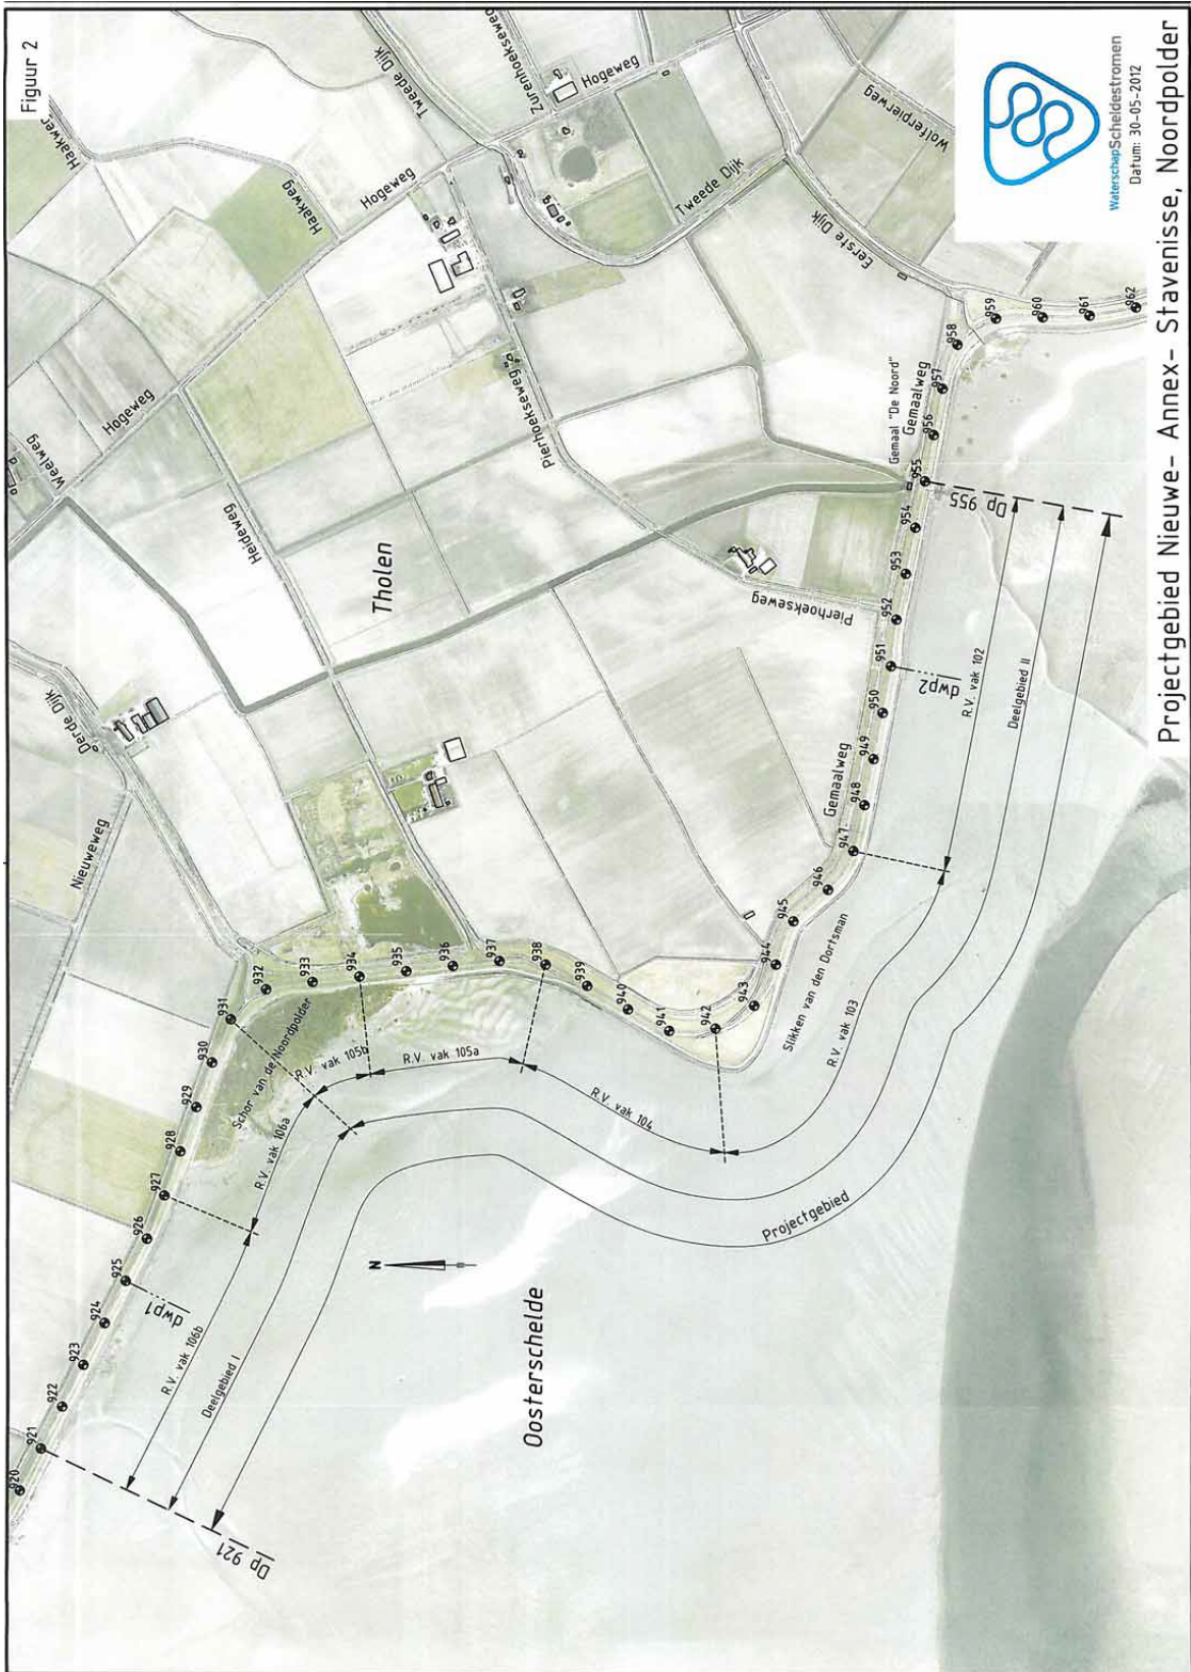 Figuur 2
Haakweg
Haakweg
Hogeweg
Tweede Dijk
Zurenhoekseweg
Hogeweg
Wolferpierweg
Tweede Dijk
Eerste Dijk
Weelweg
Hogeweg
Heideweg
Pierhoekseweg
Tholen
Derde Dijk
Nieuweweg
Pierhoekseweg
Gemaal "De Noord"
Gemaalweg
Gemaalweg
920
921
922
923
924
925
926
927
928
929
930
931
932
933
934
935
936
937
938
939
940
941
942
943
944
945
946
947
948
949
950
951
952
953
954
955
956
957
958
959
960
961
962
Schor van de Noordpolder
Slikken van den Dortsman
dwp1
dwp2
Dp 921
Dp 955
R.V. vak 106b
R.V. vak 106a
R.V. vak 105b
R.V. vak 105a
R.V. vak 104
R.V. vak 103
R.V. vak 102
Deelgebied I
Deelgebied II
Projectgebied
N
Oosterschelde
WaterschapScheldestromen
Datum: 30-05-2012
Projectgebied Nieuwe- Annex- Stavenisse, Noordpolder